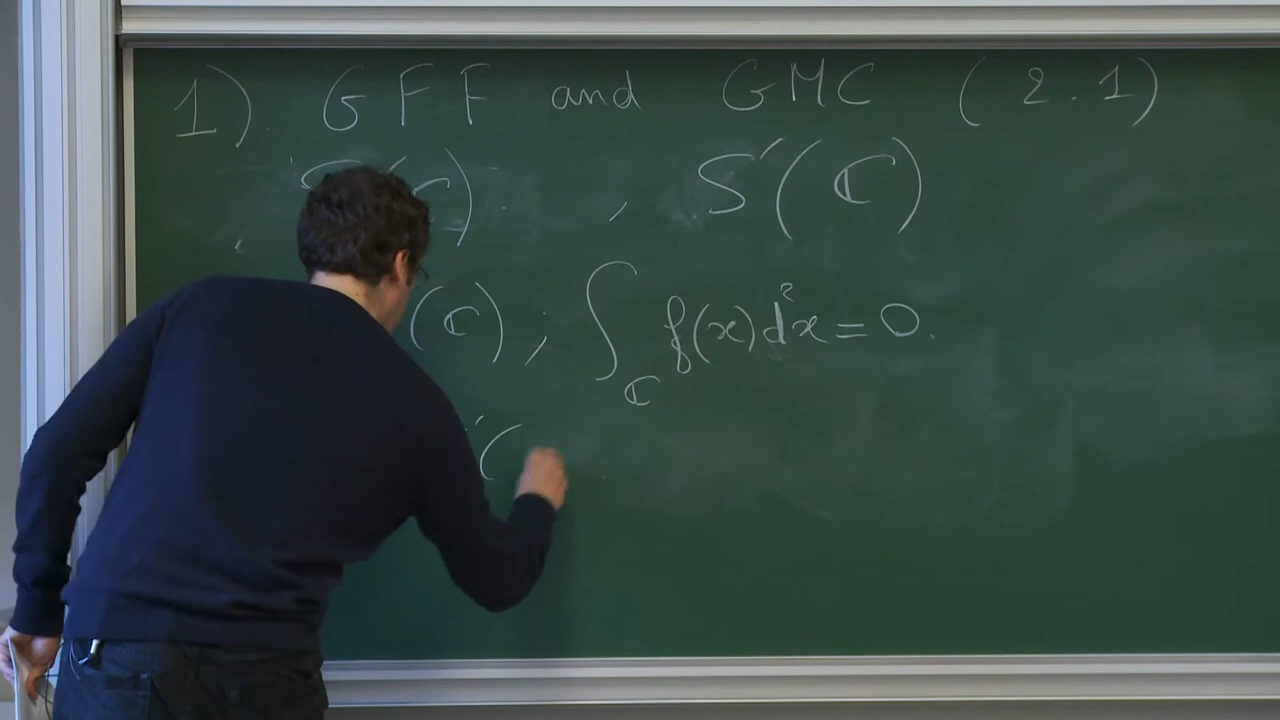 1). GFF and GMC (2.1)
S(ℂ), S'(ℂ)
(ℂ), ∫_ℂ f(x)d²x = 0.
'(